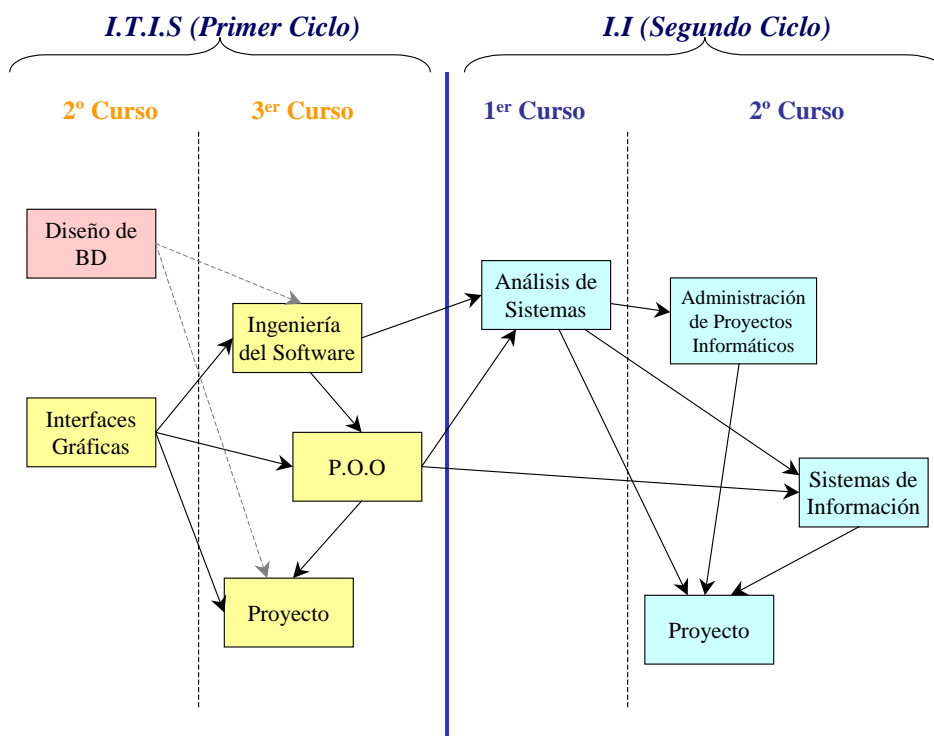 I.T.I.S (Primer Ciclo)
I.I (Segundo Ciclo)
2º Curso
3er Curso
1er Curso
2º Curso
Diseño de
BD
Ingeniería
del Software
Interfaces
Gráficas
P.O.O
Proyecto
Análisis de
Sistemas
Administración
de Proyectos
Informáticos
Sistemas de
Información
Proyecto